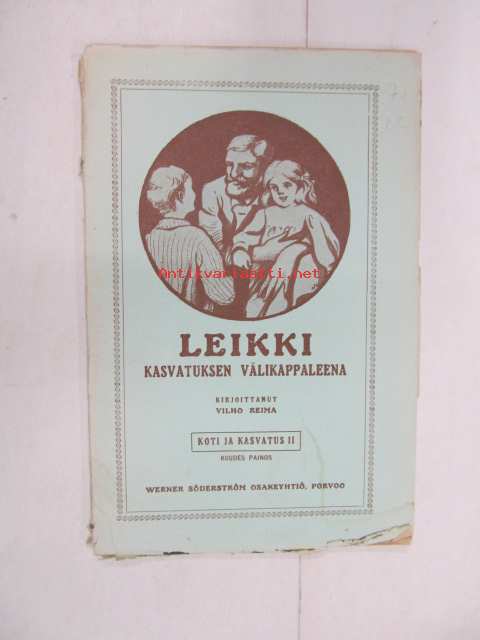 Antikvariaatti.net
LEIKKI
KASVATUKSEN VÄLIKAPPALEENA
KIRJOITTANUT
VILHO REIMA
KOTI JA KASVATUS II
KUUDES PAINOS
WERNER SÖDERSTRÖM OSAKEYHTIÖ, PORVOO